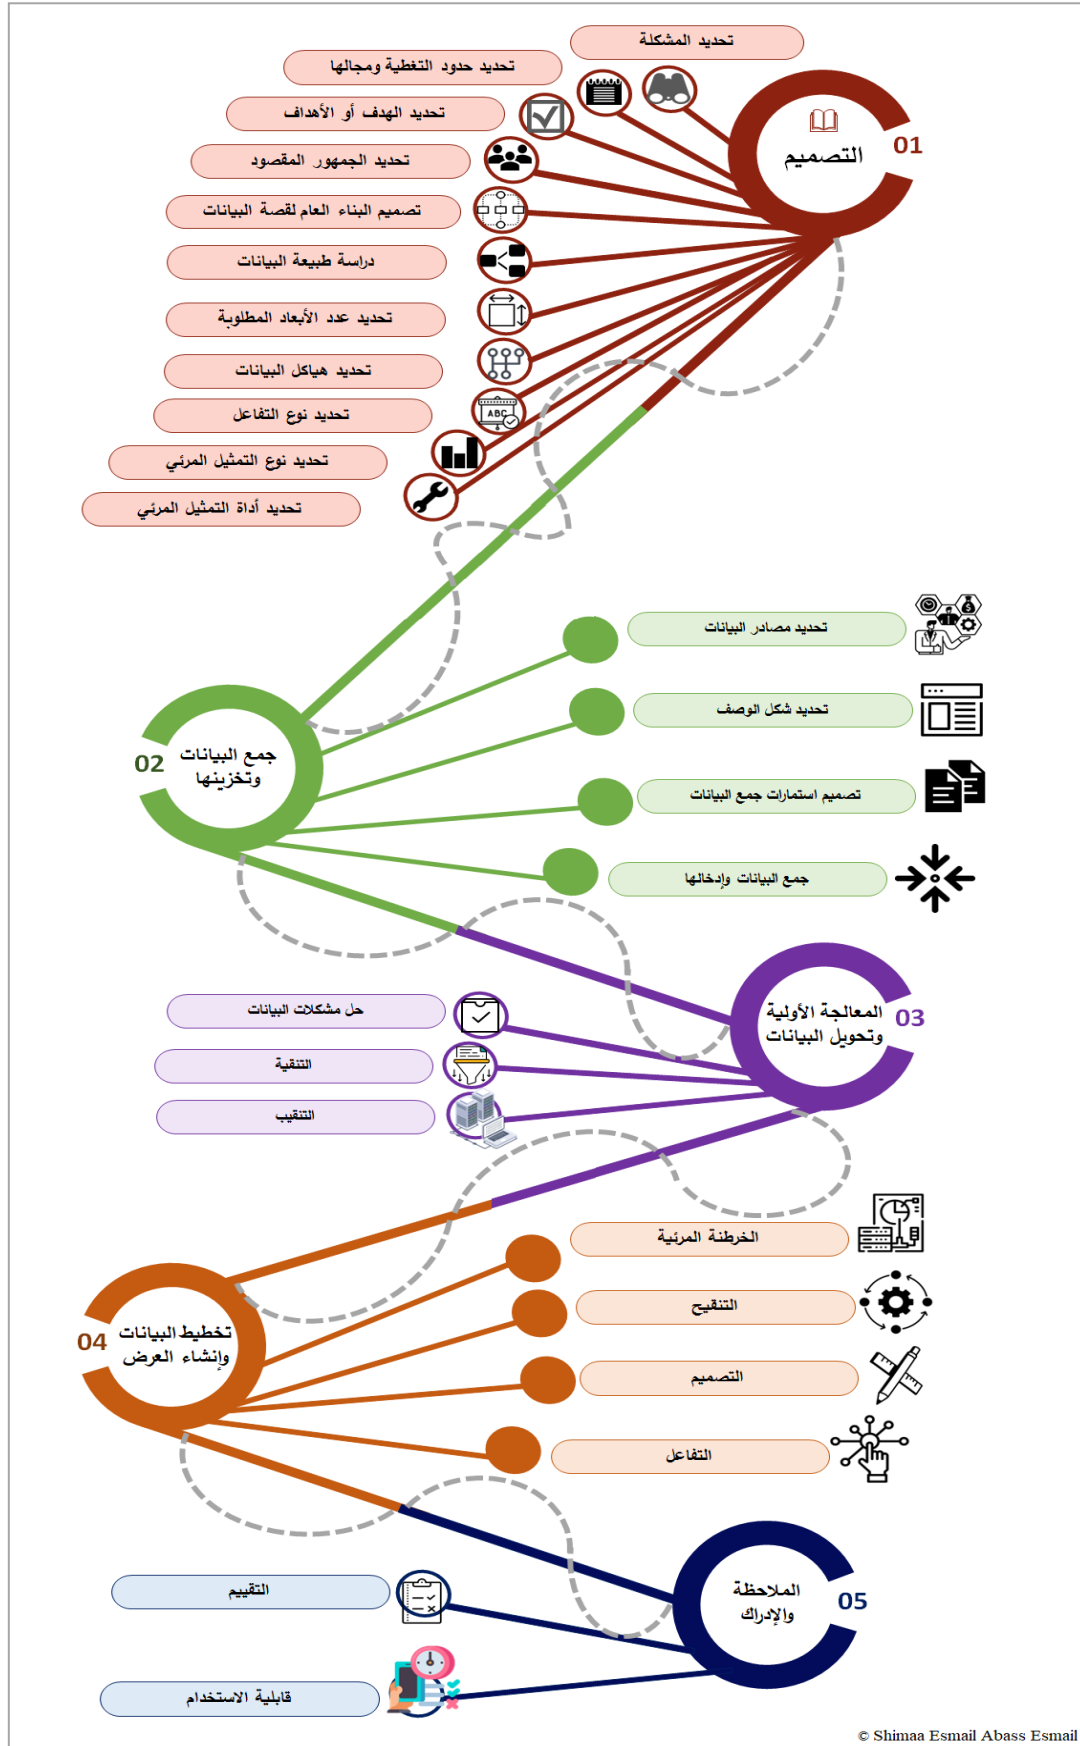 01
التصميم
تحديد المشكلة
تحديد حدود التغطية ومجالها
تحديد الهدف أو الأهداف
تحديد الجمهور المقصود
تصميم البناء العام لقصة البيانات
دراسة طبيعة البيانات
تحديد عدد الأبعاد المطلوبة
تحديد هياكل البيانات
ABC
تحديد نوع التفاعل
تحديد نوع التمثيل المرئي
تحديد أداة التمثيل المرئي
02
جمع البيانات
وتخزينها
تحديد مصادر البيانات
تحديد شكل الوصف
تصميم استمارات جمع البيانات
جمع البيانات وإدخالها
03
المعالجة الأولية
وتحويل البيانات
حل مشكلات البيانات
التنقية
التنقيب
04
تخطيط البيانات
وإنشاء العرض
الخرطنة المرئية
التنقيح
التصميم
التفاعل
05
الملاحظة
والإدراك
التقييم
قابلية الاستخدام
© Shimaa Esmail Abass Esmail